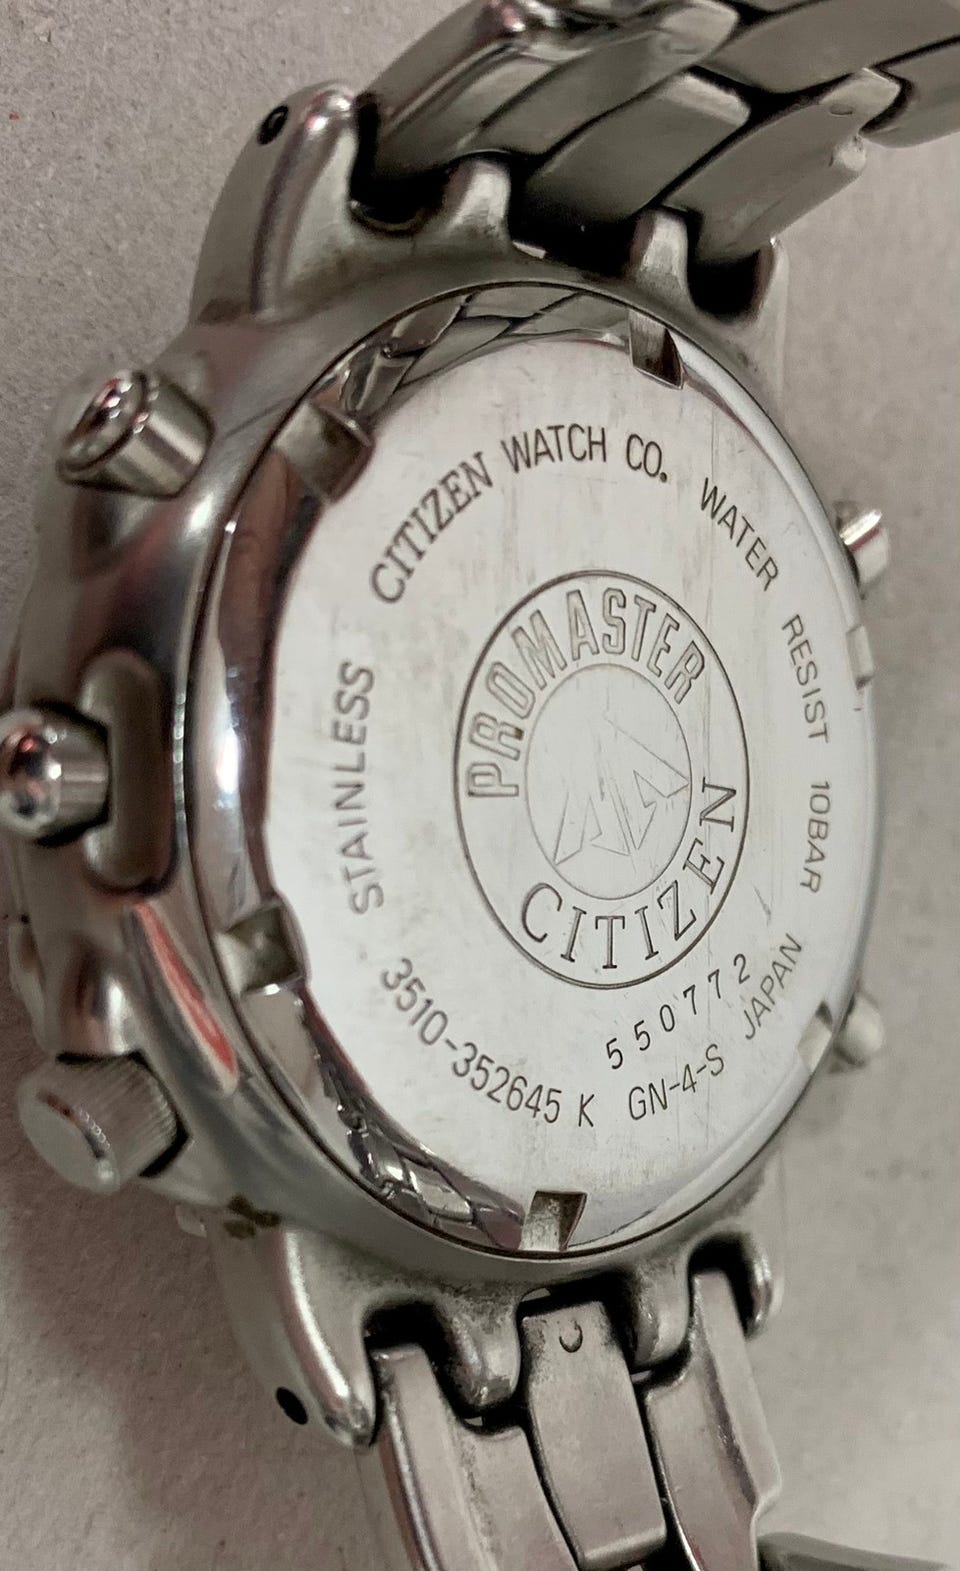 CITIZEN WATCH CO. WATER RESIST 10BAR
STAINLESS
PROMASTER
CITIZEN
550772
3510-352645 K GN-4-S JAPAN